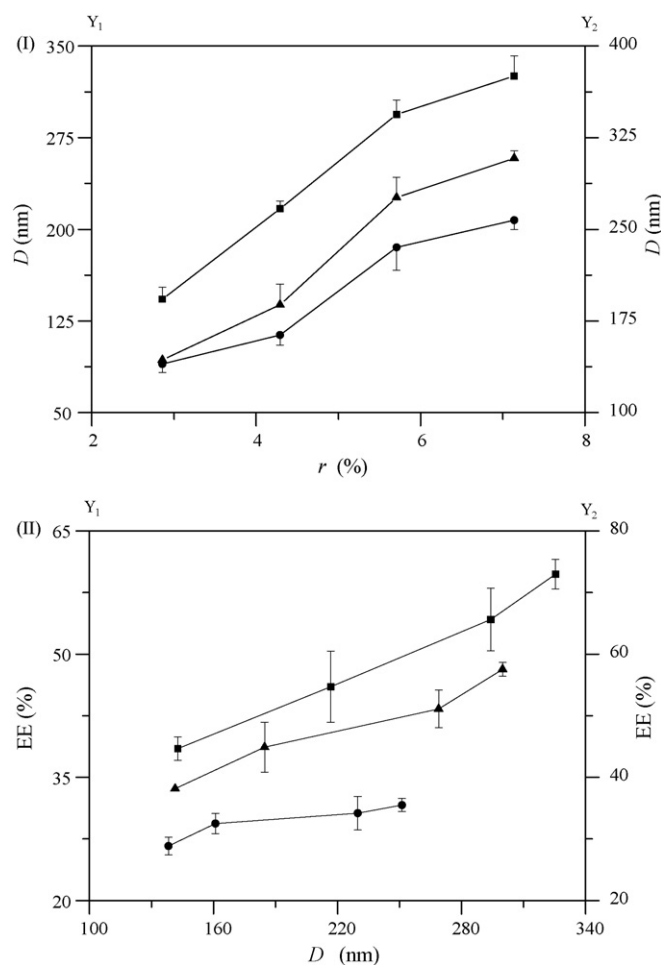 Y₁ Y₂
(I) 350 400
275 325
D (nm) D (nm)
200 250
125 175
50 100
2 4 6 8
r (%)
Y₁ Y₂
(II) 65 80
50 60
EE (%) EE (%)
35 40
20 20
100 160 220 280 340
D (nm)